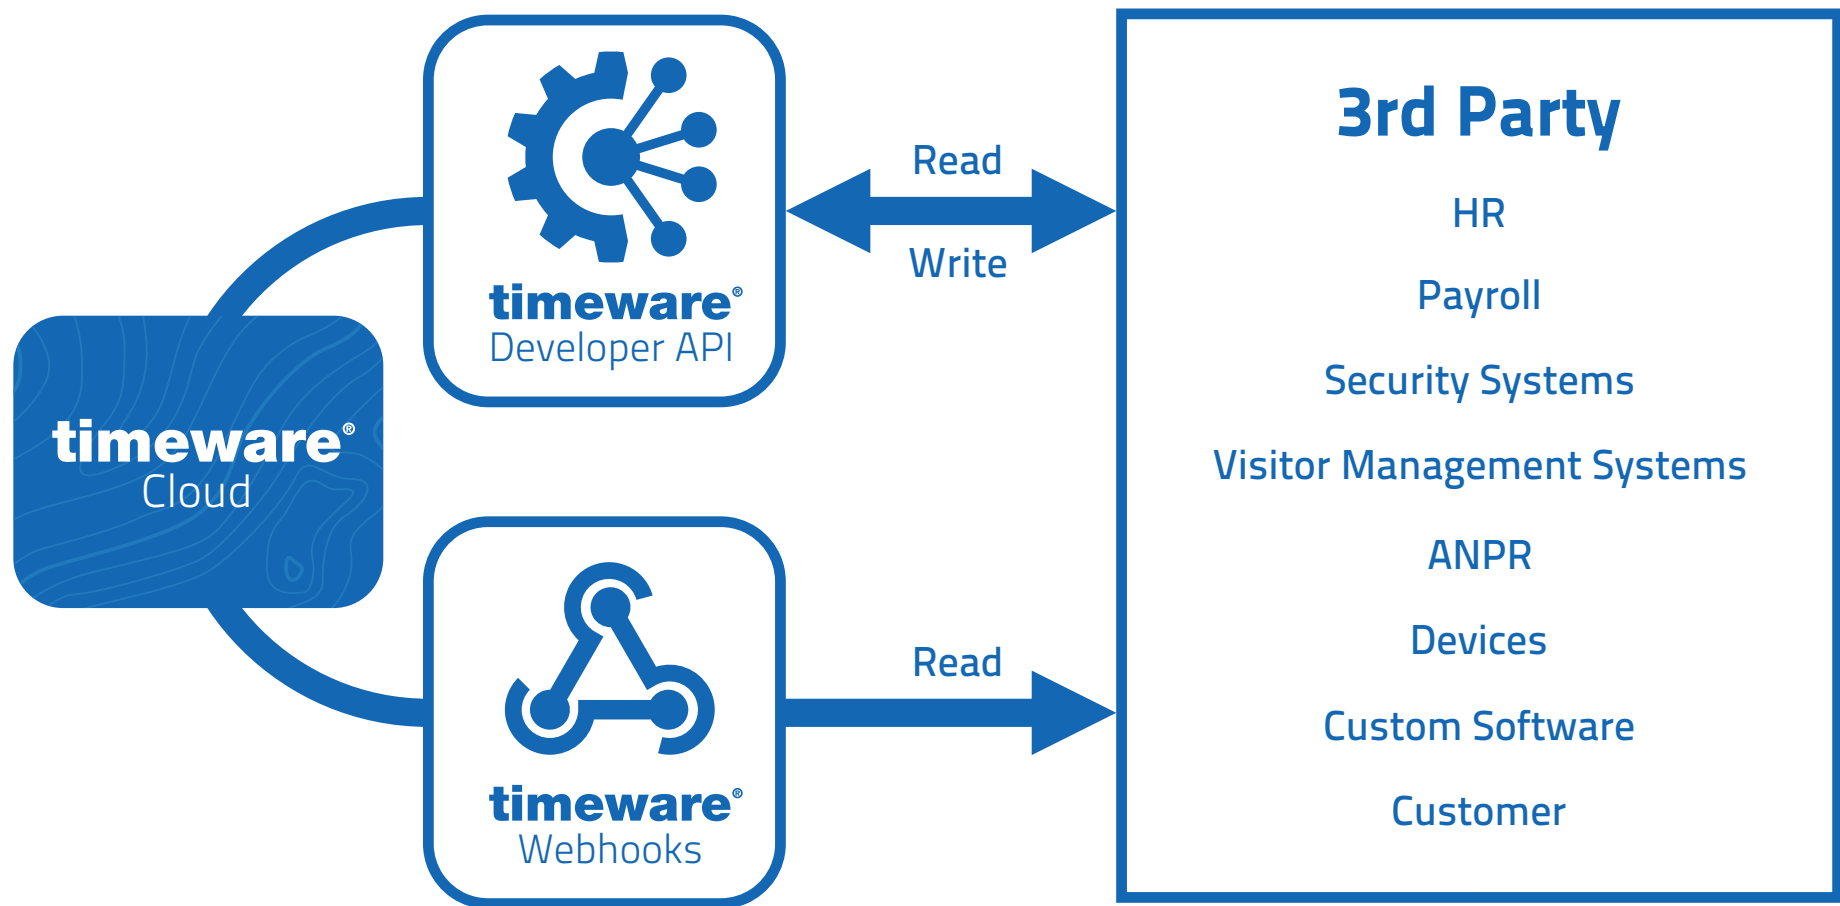 timeware®
Cloud
timeware®
Developer API
Read
Write
timeware®
Webhooks
Read
3rd Party
HR
Payroll
Security Systems
Visitor Management Systems
ANPR
Devices
Custom Software
Customer